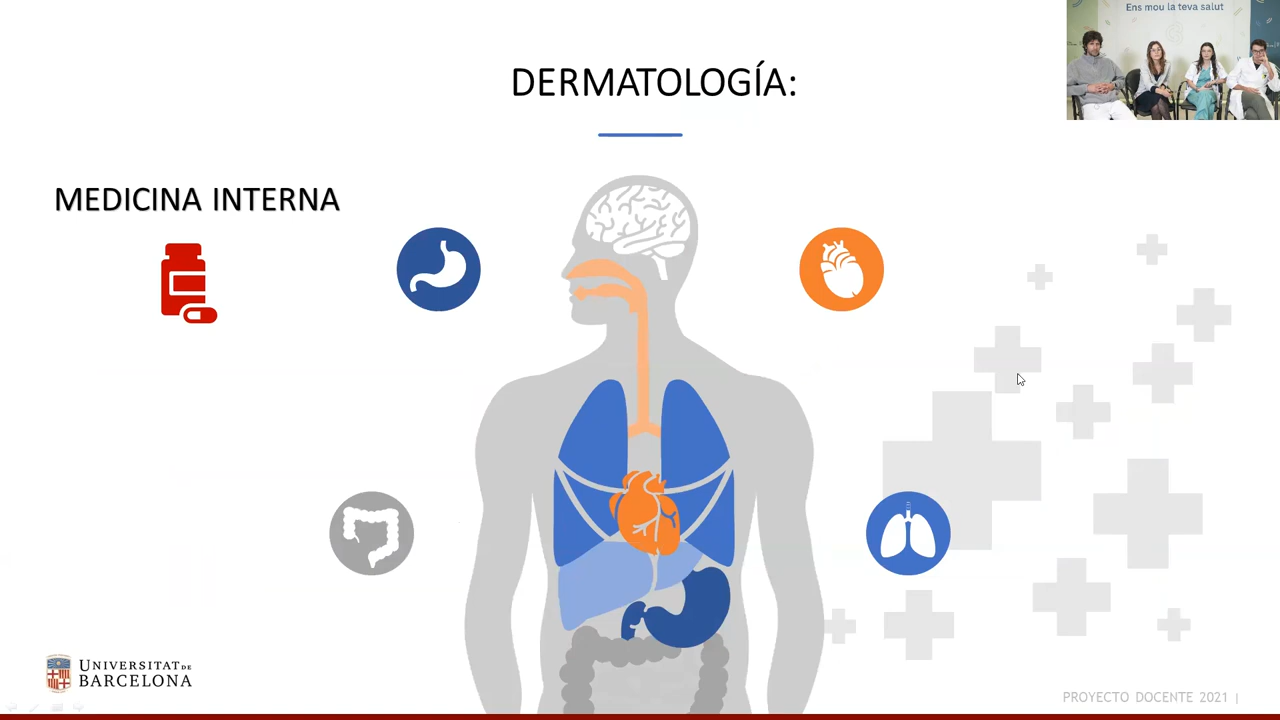 Ens mou la teva salut
DERMATOLOGÍA:
MEDICINA INTERNA
UNIVERSITAT DE
BARCELONA
PROYECTO DOCENTE 2021 |